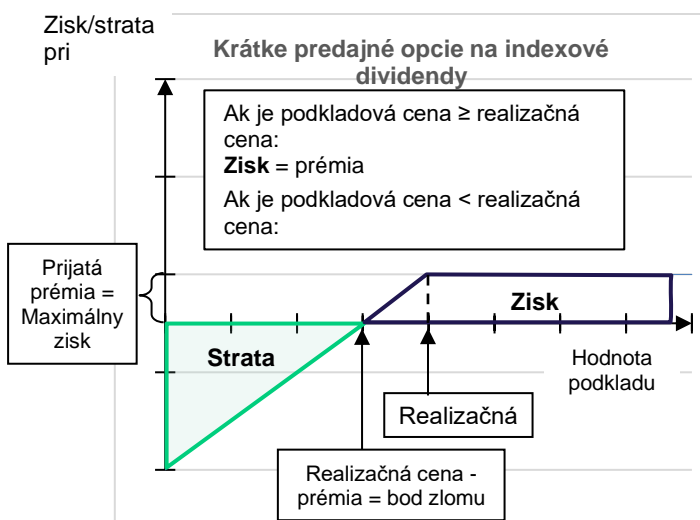 Zisk/strata
pri
Krátke predajné opcie na indexové
dividendy
Ak je podkladová cena ≥ realizačná
cena:
Zisk = prémia
Ak je podkladová cena < realizačná
cena:
Prijatá
prémia =
Maximálny
zisk
Zisk
Strata
Hodnota
podkladu
Realizačná
Realizačná cena -
prémia = bod zlomu